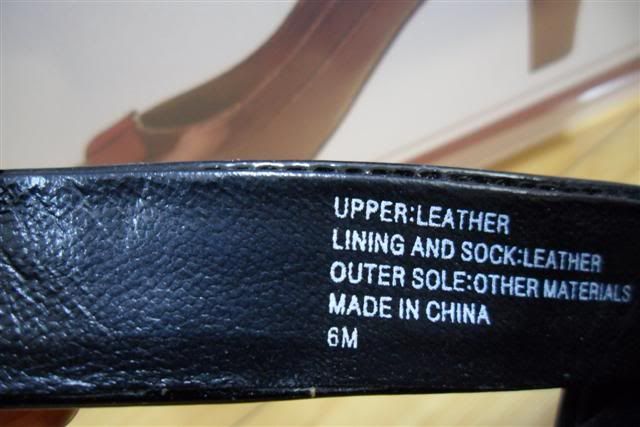 UPPER:LEATHER
LINING AND SOCK:LEATHER
OUTER SOLE:OTHER MATERIALS
MADE IN CHINA
6M